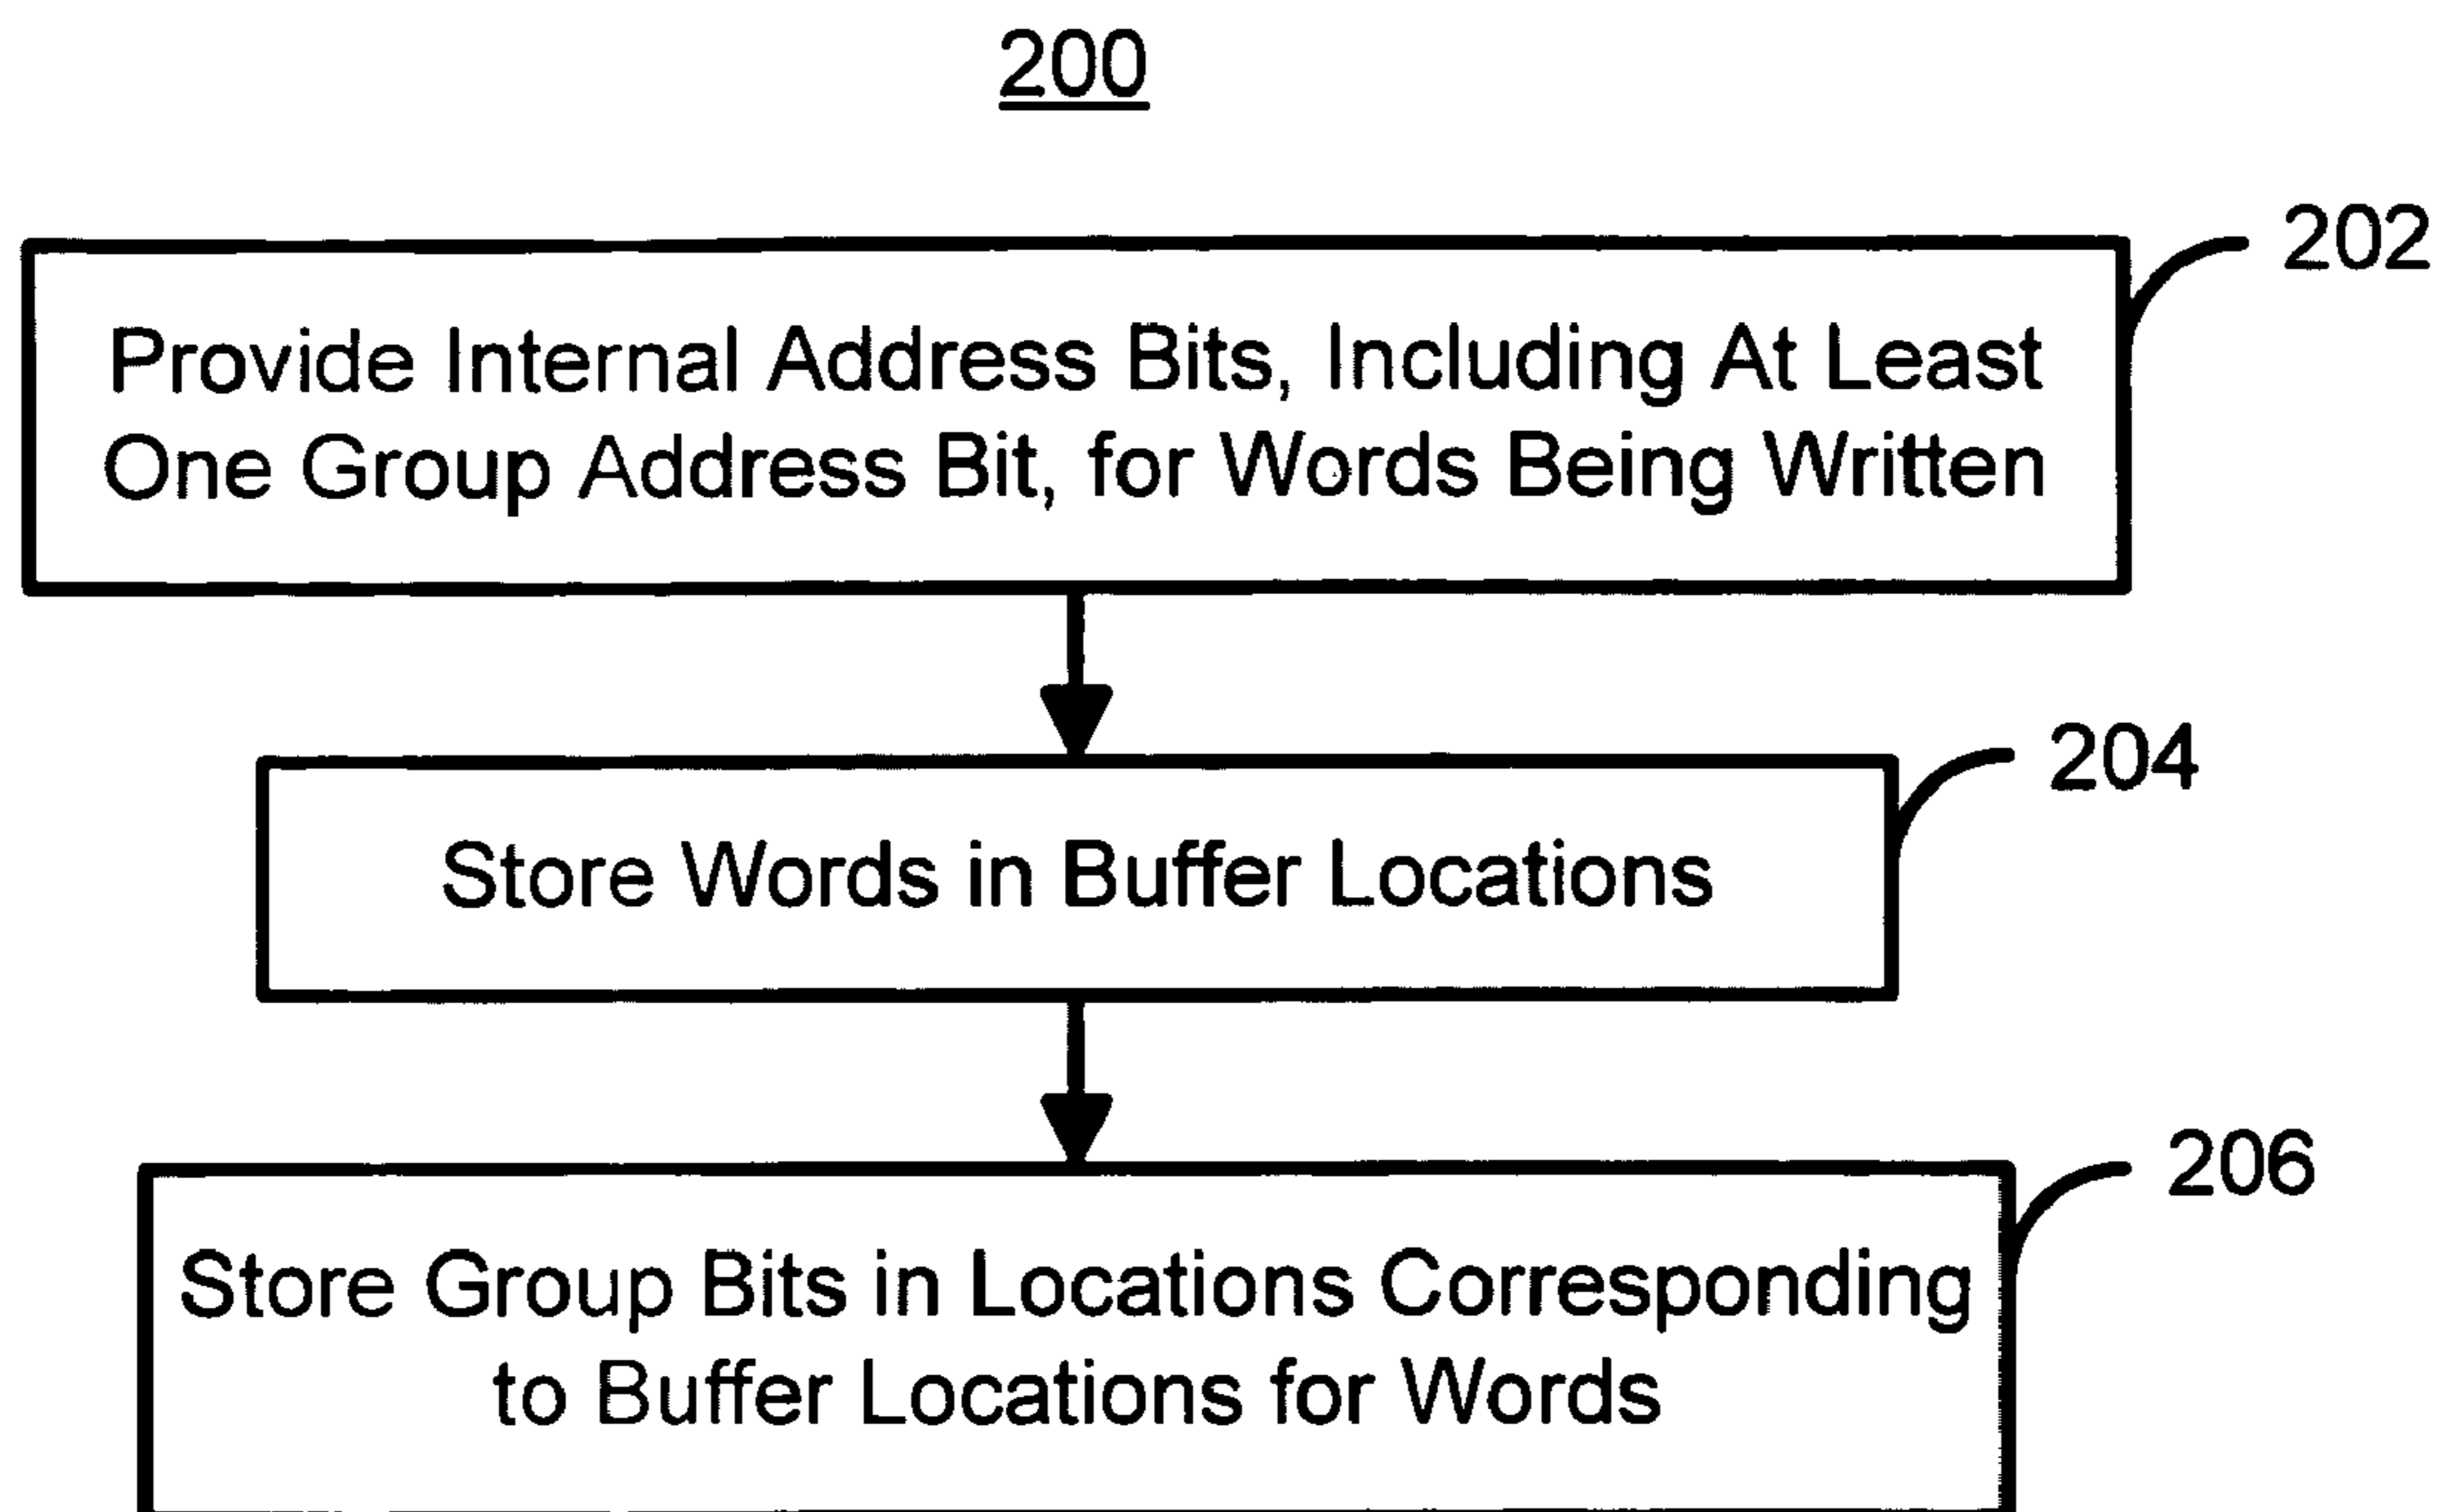 200
202
Provide Internal Address Bits, Including At Least
One Group Address Bit, for Words Being Written
204
Store Words in Buffer Locations
206
Store Group Bits in Locations Corresponding
to Buffer Locations for Words